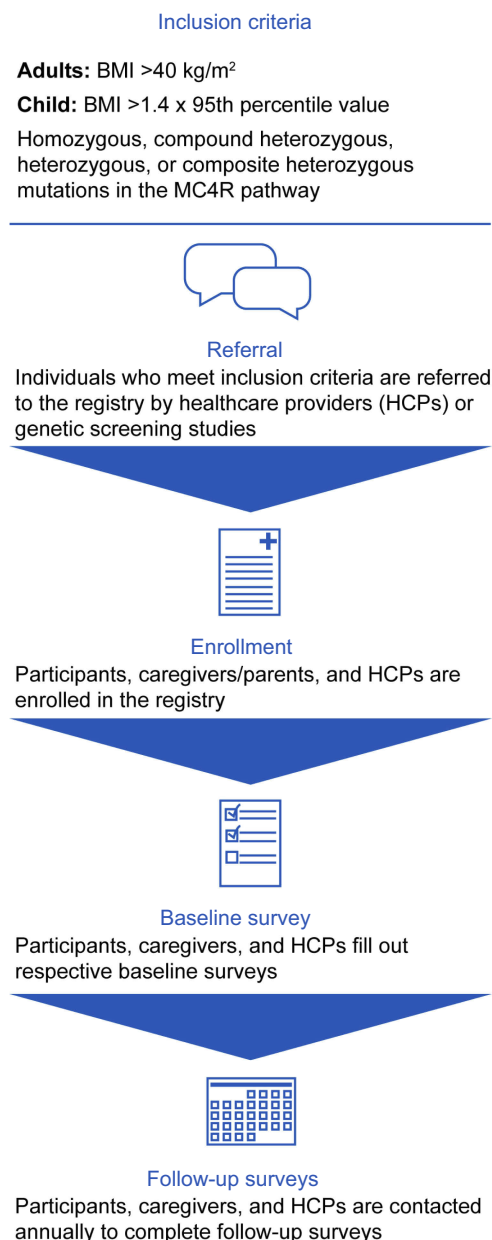 Inclusion criteria
Adults: BMI >40 kg/m²
Child: BMI >1.4 x 95th percentile value
Homozygous, compound heterozygous,
heterozygous, or composite heterozygous
mutations in the MC4R pathway
Referral
Individuals who meet inclusion criteria are referred
to the registry by healthcare providers (HCPs) or
genetic screening studies
Enrollment
Participants, caregivers/parents, and HCPs are
enrolled in the registry
Baseline survey
Participants, caregivers, and HCPs fill out
respective baseline surveys
Follow-up surveys
Participants, caregivers, and HCPs are contacted
annually to complete follow-up surveys